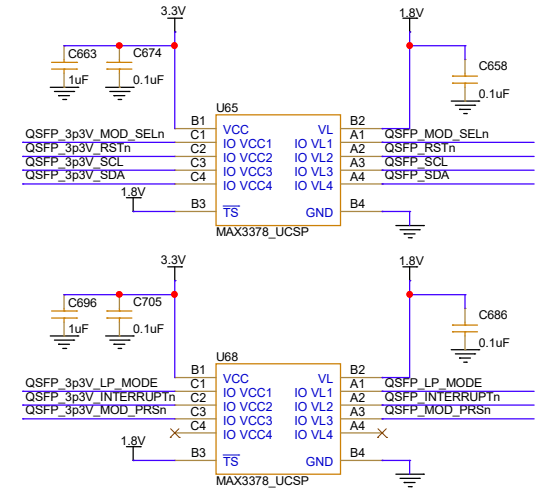 3.3V
1.8V
C663
C674
C658
1uF
0.1uF
0.1uF
U65
B1
B2
VCC
VL
QSFP_3p3V_MOD_SELn
C1
IO VCC1
IO VL1
A1
QSFP_MOD_SELn
QSFP_3p3V_RSTn
C2
IO VCC2
IO VL2
A2
QSFP_RSTn
QSFP_3p3V_SCL
C3
IO VCC3
IO VL3
A3
QSFP_SCL
QSFP_3p3V_SDA
C4
IO VCC4
IO VL4
A4
QSFP_SDA
1.8V
B3
B4
TS
GND
MAX3378_UCSP
3.3V
1.8V
C696
C705
C686
1uF
0.1uF
0.1uF
U68
B1
B2
VCC
VL
QSFP_3p3V_LP_MODE
C1
IO VCC1
IO VL1
A1
QSFP_LP_MODE
QSFP_3p3V_INTERRUPTn
C2
IO VCC2
IO VL2
A2
QSFP_INTERRUPTn
QSFP_3p3V_MOD_PRSn
C3
IO VCC3
IO VL3
A3
QSFP_MOD_PRSn
C4
IO VCC4
IO VL4
A4
1.8V
B3
B4
TS
GND
MAX3378_UCSP